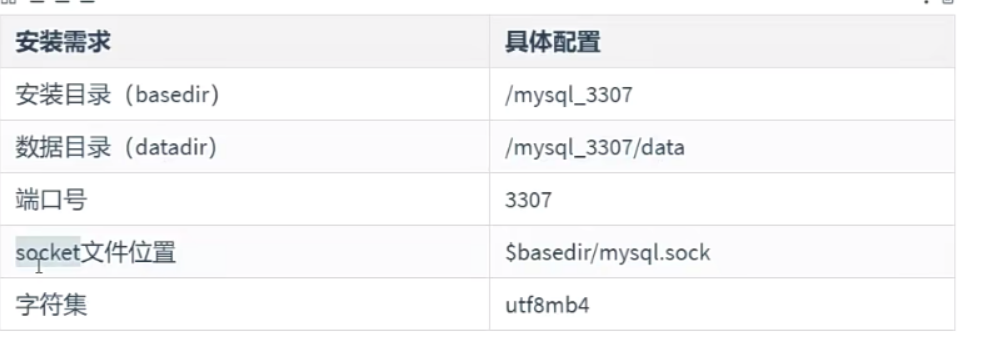 安装需求 具体配置
安装目录（basedir） /mysql_3307
数据目录（datadir） /mysql_3307/data
端口号 3307
socket文件位置 $basedir/mysql.sock
字符集 utf8mb4